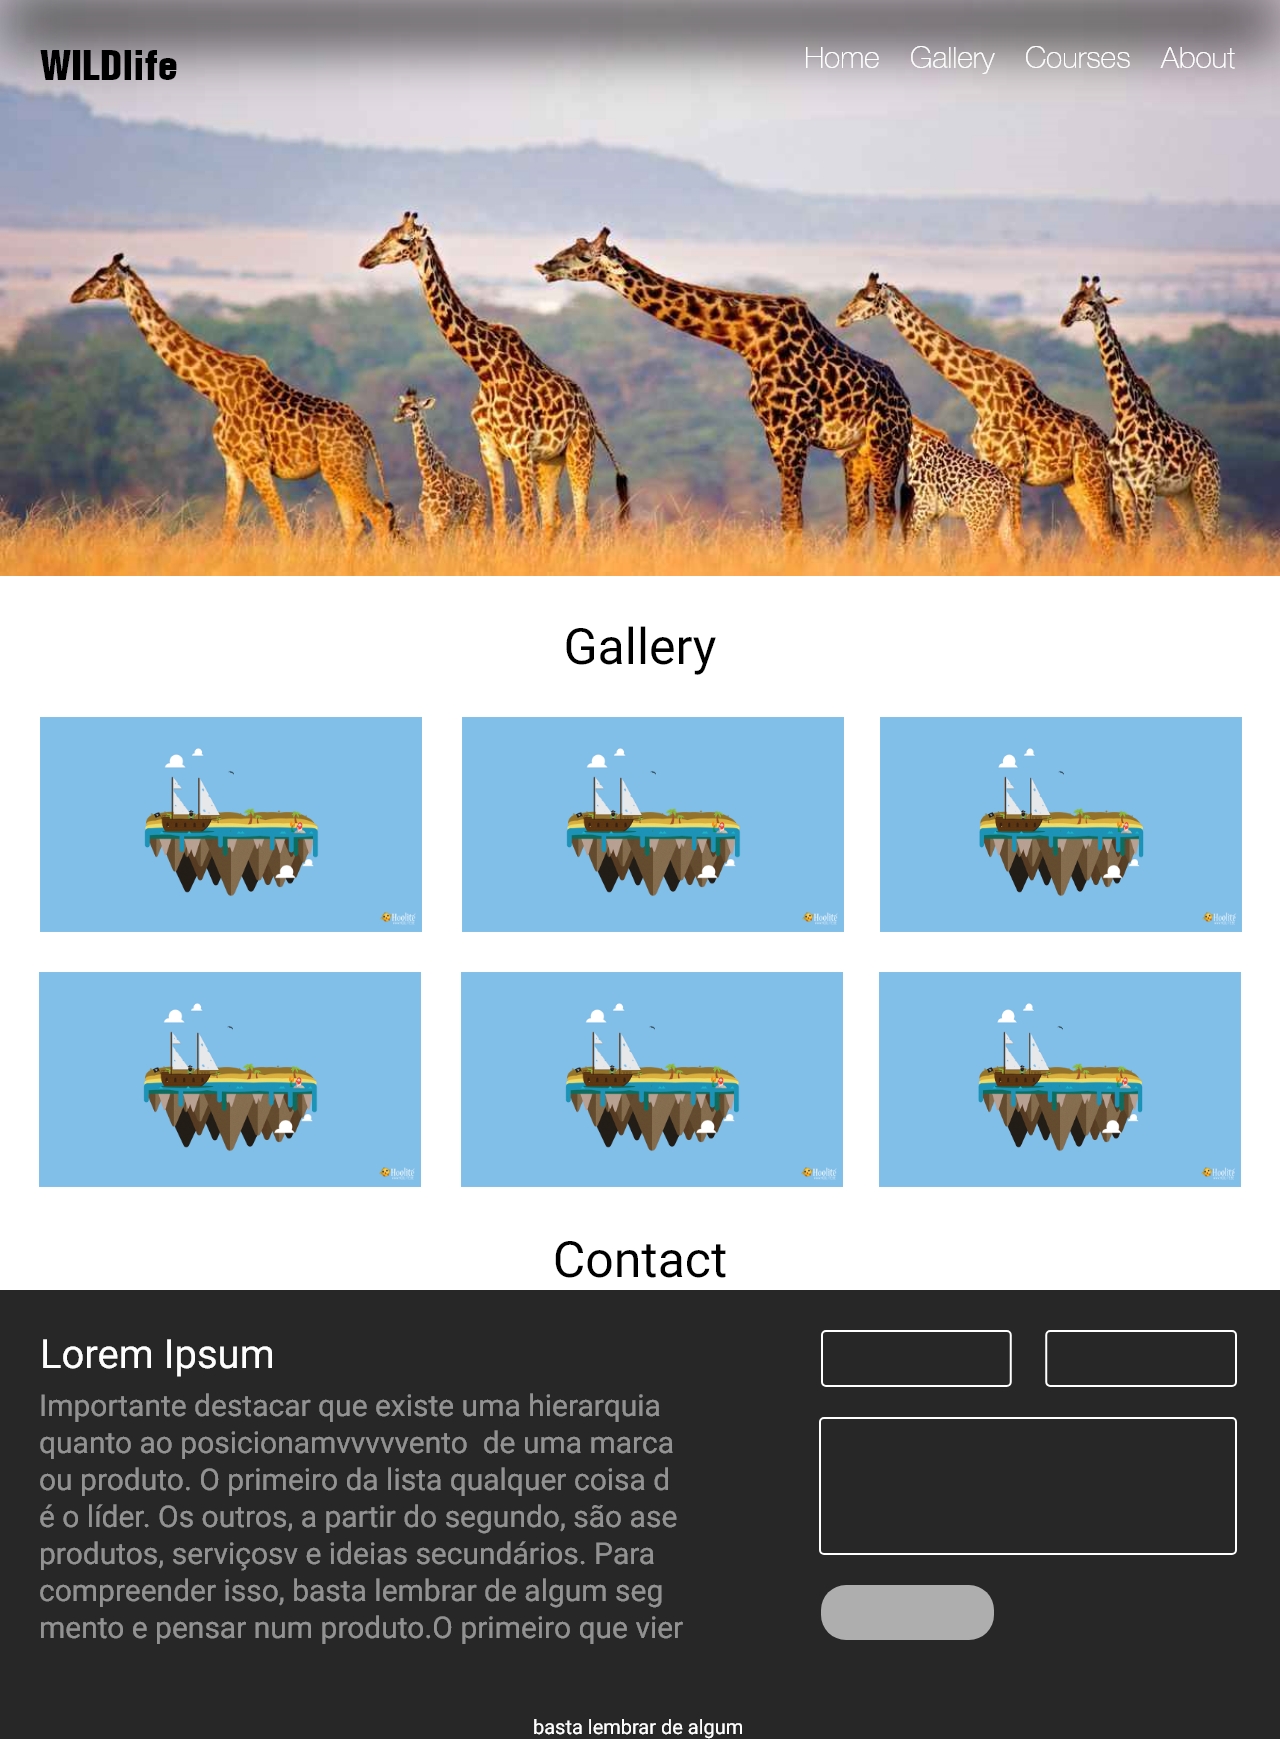 WILDlife
Home Gallery Courses About
Gallery
Contact
Lorem Ipsum
Importante destacar que existe uma hierarquia
quanto ao posicionamvvvvvento de uma marca
ou produto. O primeiro da lista qualquer coisa d
é o líder. Os outros, a partir do segundo, são ase
produtos, serviçosv e ideias secundários. Para
compreender isso, basta lembrar de algum seg
mento e pensar num produto.O primeiro que vier
basta lembrar de algum